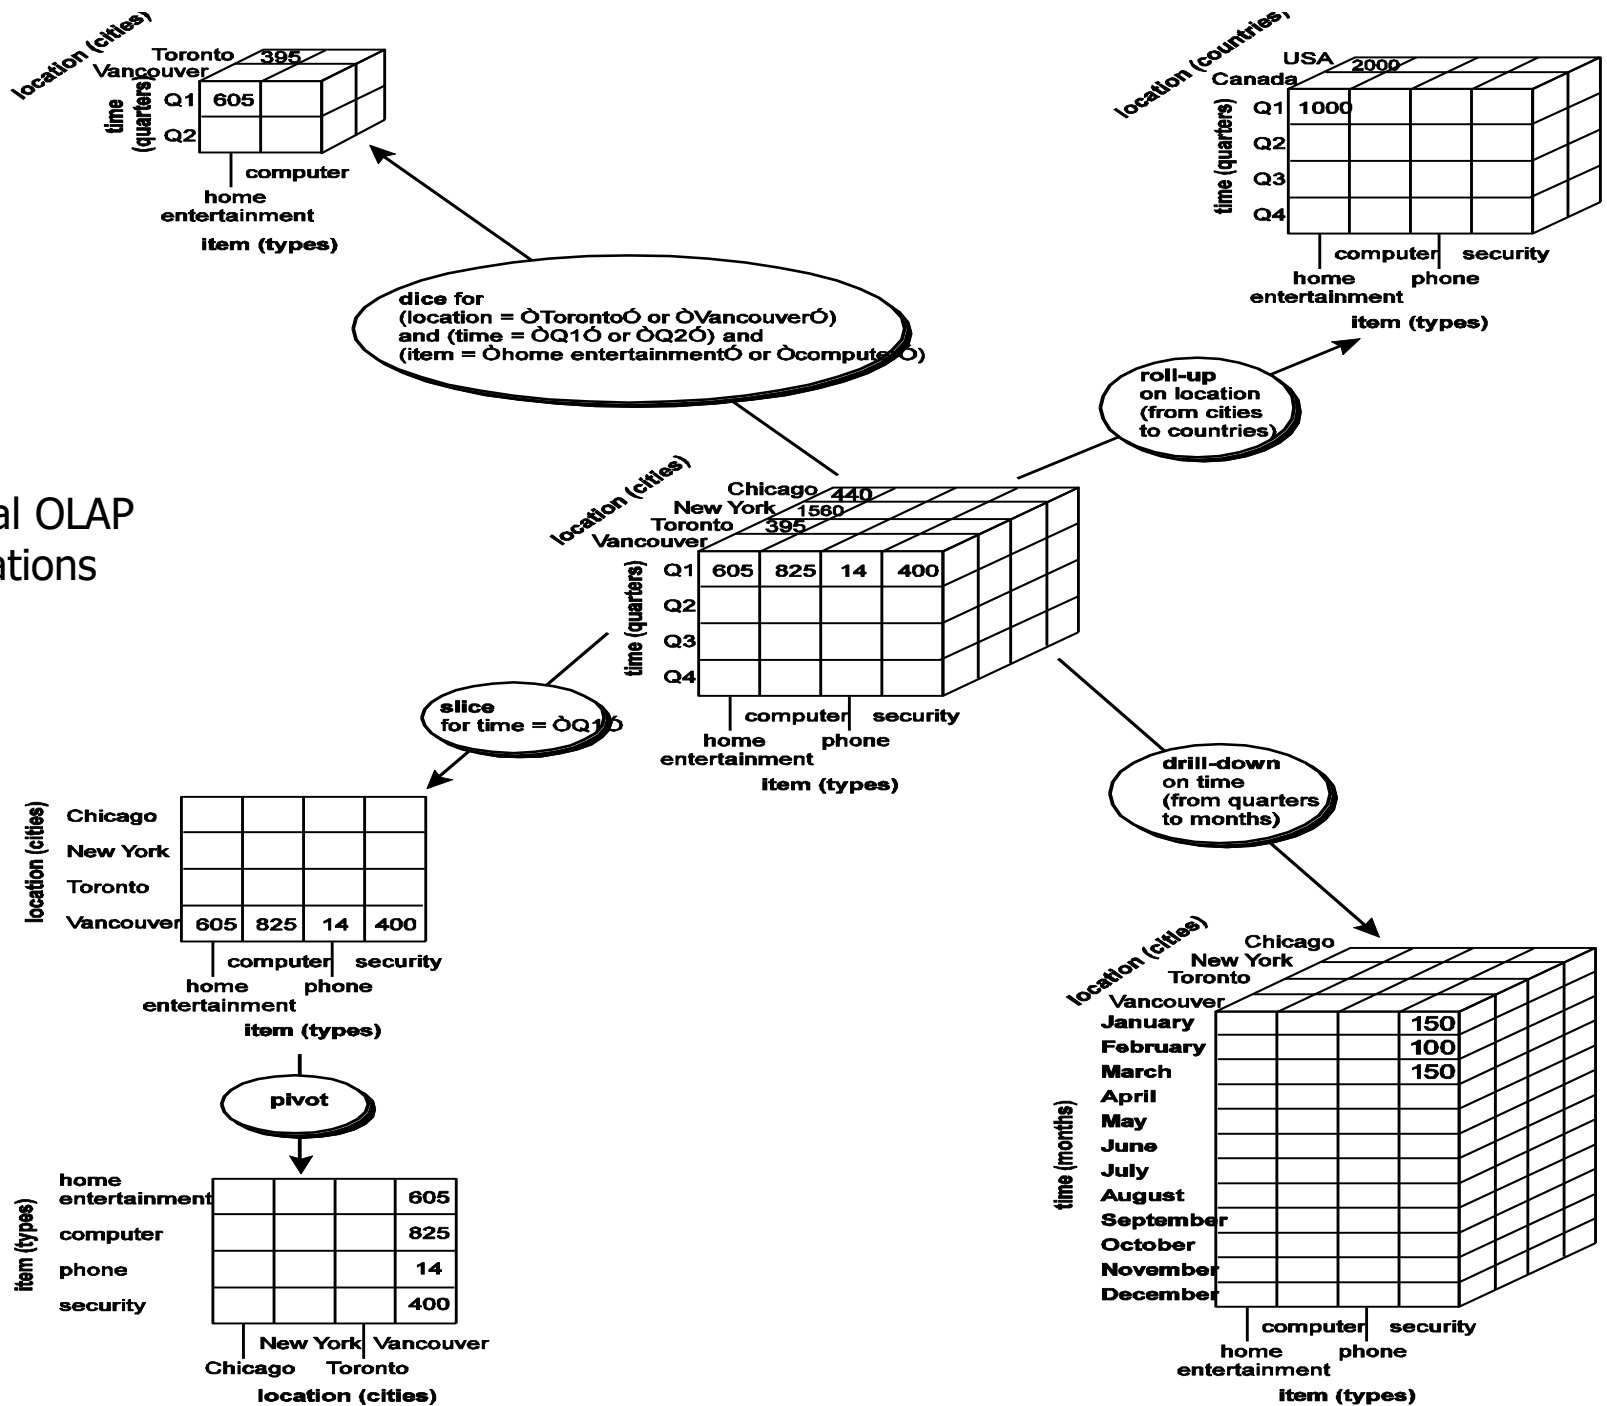 location (cities)
Toronto 395
Vancouver
time (quarters)
Q1 605
Q2
computer
home
entertainment
item (types)
location (countries)
USA 2000
Canada
time (quarters)
Q1 1000
Q2
Q3
Q4
computer security
home phone
entertainment
item (types)
dice for
(location = ÒTorontoÓ or ÒVancouverÓ)
and (time = ÒQ1Ó or ÒQ2Ó) and
(item = Òhome entertainmentÓ or ÒcomputerÓ)
roll-up
on location
(from cities
to countries)
al OLAP
ations
location (cities)
Chicago 440
New York 1560
Toronto 395
Vancouver
time (quarters)
Q1 605 825 14 400
Q2
Q3
Q4
computer security
home phone
entertainment
item (types)
slice
for time = ÒQ1Ó
drill-down
on time
(from quarters
to months)
location (cities)
Chicago
New York
Toronto
Vancouver 605 825 14 400
computer security
home phone
entertainment
item (types)
pivot
item (types)
home
entertainment 605
computer 825
phone 14
security 400
New York Vancouver
Chicago Toronto
location (cities)
location (cities)
Chicago
New York
Toronto
Vancouver
time (months)
January 150
February 100
March 150
April
May
June
July
August
September
October
November
December
computer security
home phone
entertainment
item (types)